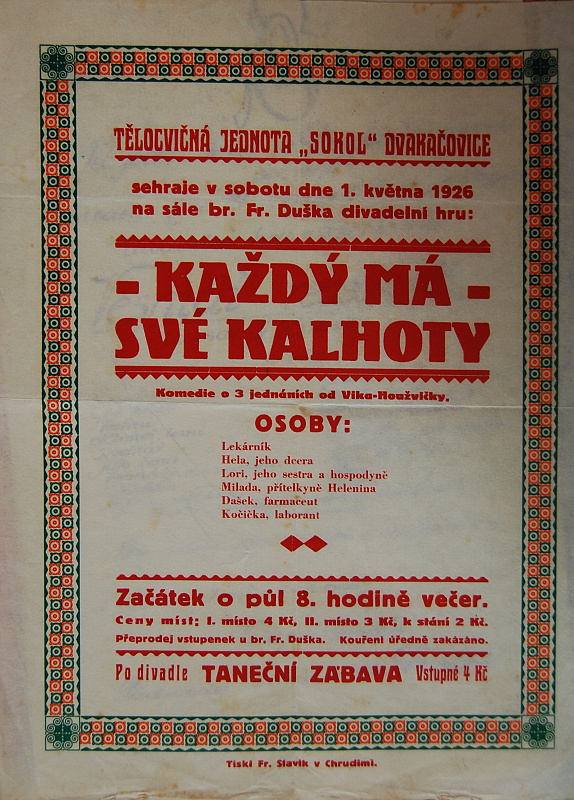 TĚLOCVIČNÁ JEDNOTA „SOKOL“ DVAKAČOVICE
sehraje v sobotu dne 1. května 1926
na sále br. Fr. Duška divadelní hru:
- KAŽDÝ MÁ -
SVÉ KALHOTY
Komedie o 3 jednáních od Vika-Houžvičky.
OSOBY:
Lekárník
Hela, jeho dcera
Lori, jeho sestra a hospodyně
Milada, přítelkyně Helenina
Dašek, farmaceut
Kočička, laborant
Začátek o půl 8. hodině večer.
Ceny míst: I. místo 4 Kč, II. místo 3 Kč, k stání 2 Kč.
Přeprodej vstupenek u br. Fr. Duška. Kouření úředně zakázáno.
Po divadle TANEČNÍ ZÁBAVA Vstupné 4 Kč
Tiskl Fr. Slavík v Chrudimi.